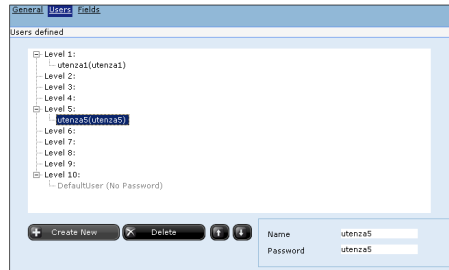 General Users Fields
Users defined
Level 1:
utenza1(utenza1)
Level 2:
Level 3:
Level 4:
Level 5:
utenza5(utenza5)
Level 6:
Level 7:
Level 8:
Level 9:
Level 10:
DefaultUser (No Password)
Create New Delete
Name utenza5
Password utenza5